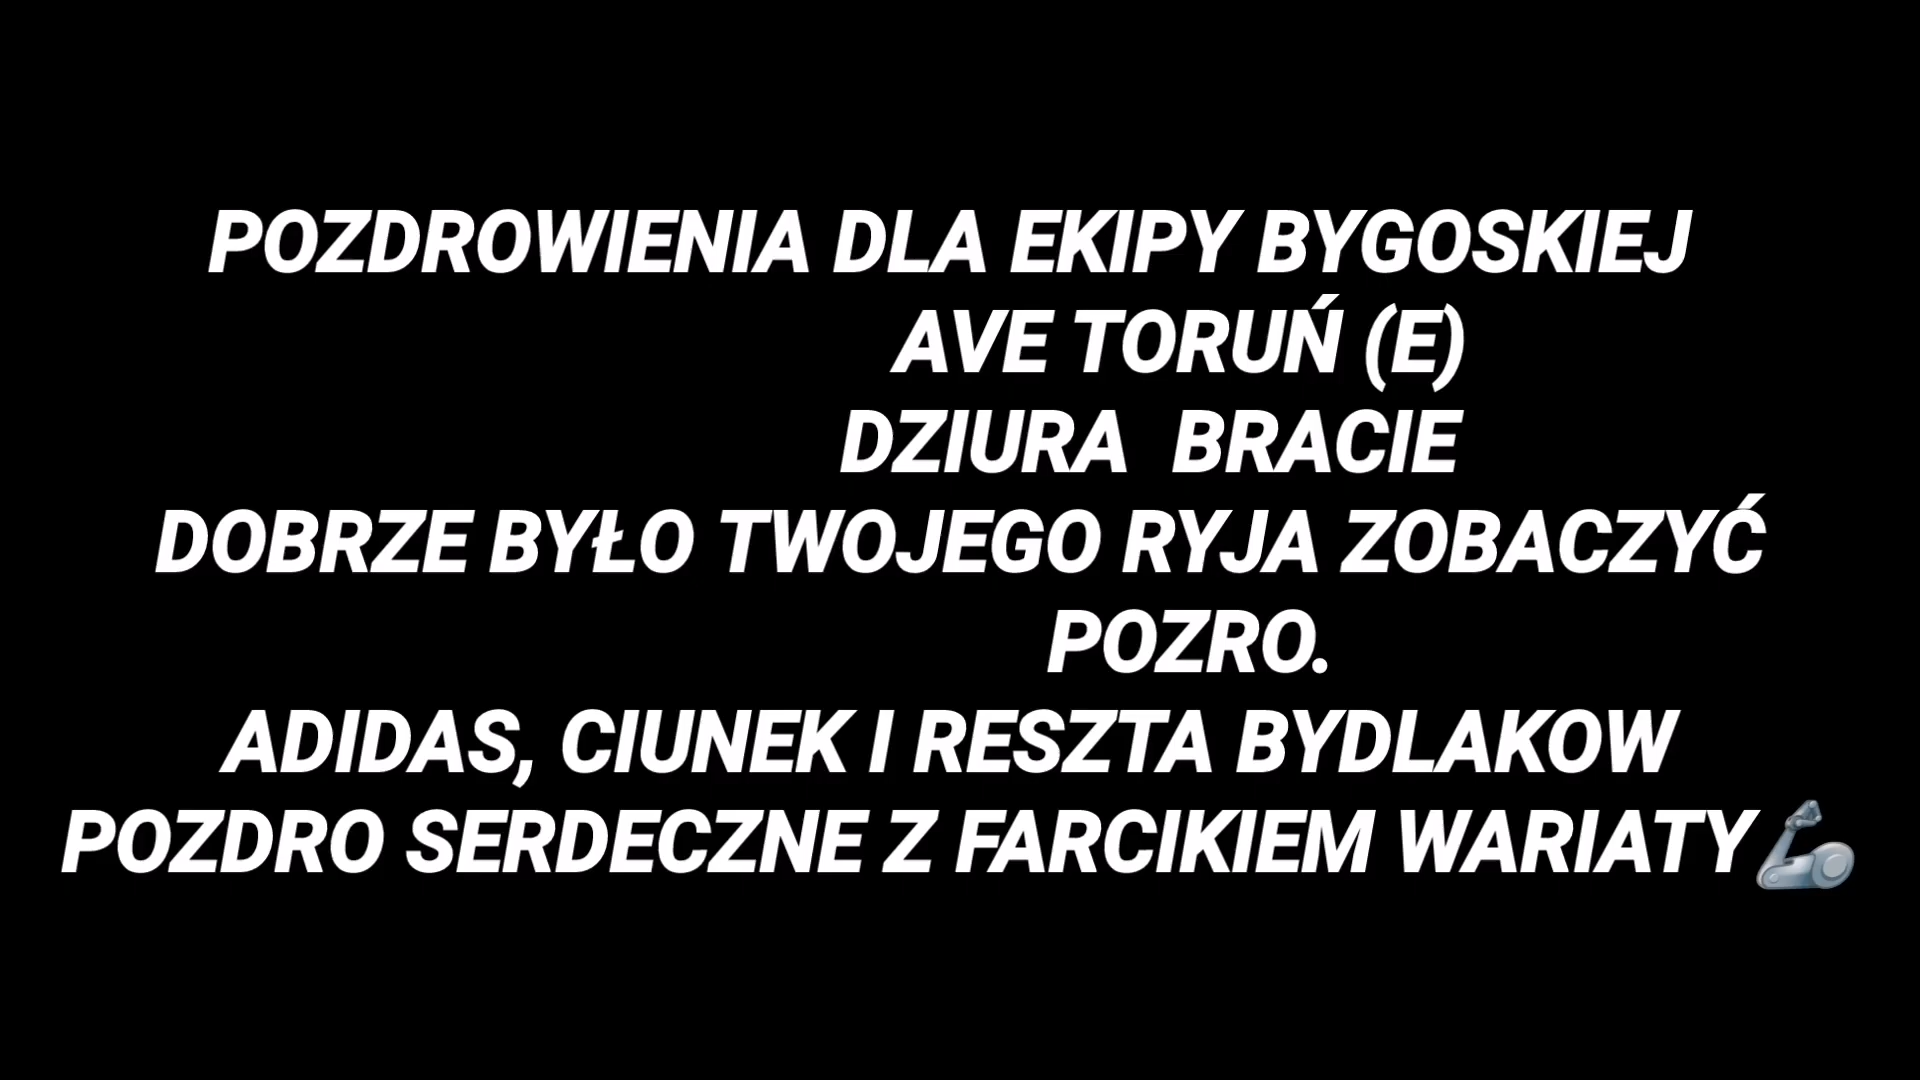 POZDROWIENIA DLA EKIPY BYGOSKIEJ
AVE TORUŃ (E)
DZIURA BRACIE
DOBRZE BYŁO TWOJEGO RYJA ZOBACZYĆ
POZRO.
ADIDAS, CIUNEK I RESZTA BYDLAKOW
POZDRO SERDECZNE Z FARCIKIEM WARIATY🦾